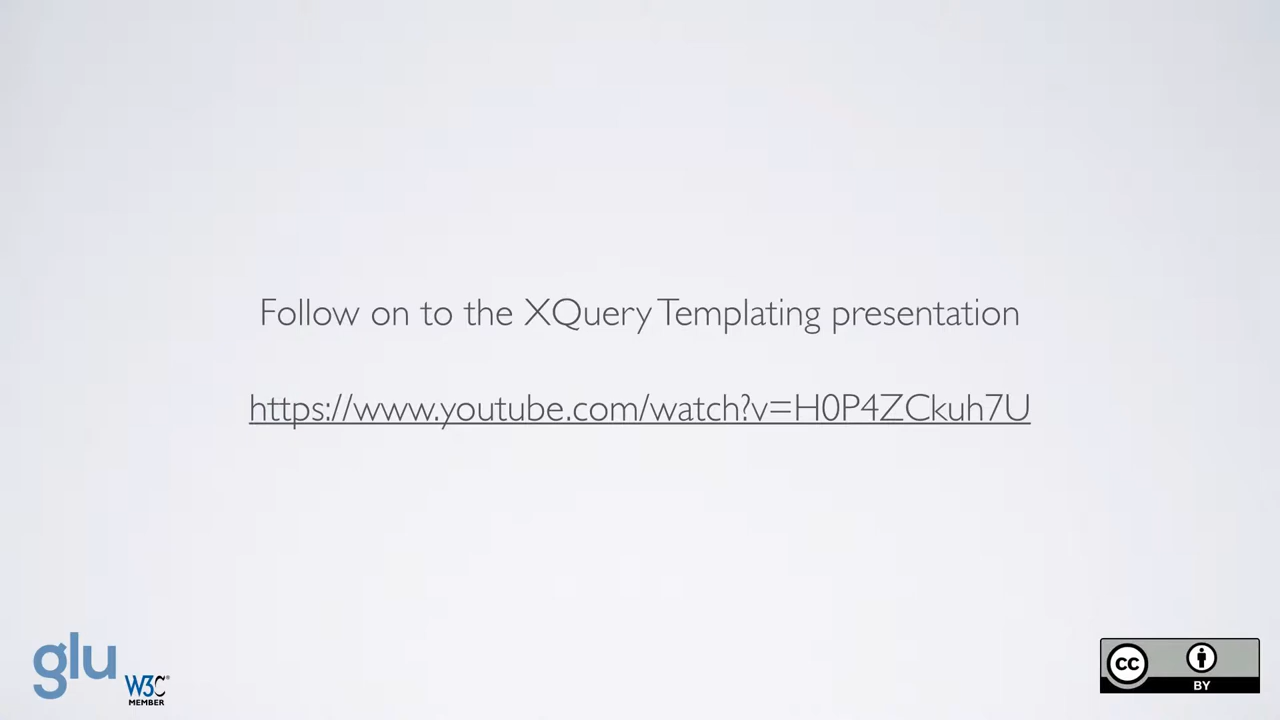 Follow on to the XQuery Templating presentation
https://www.youtube.com/watch?v=H0P4ZCkuh7U
glu
W3C®
MEMBER
cc
BY